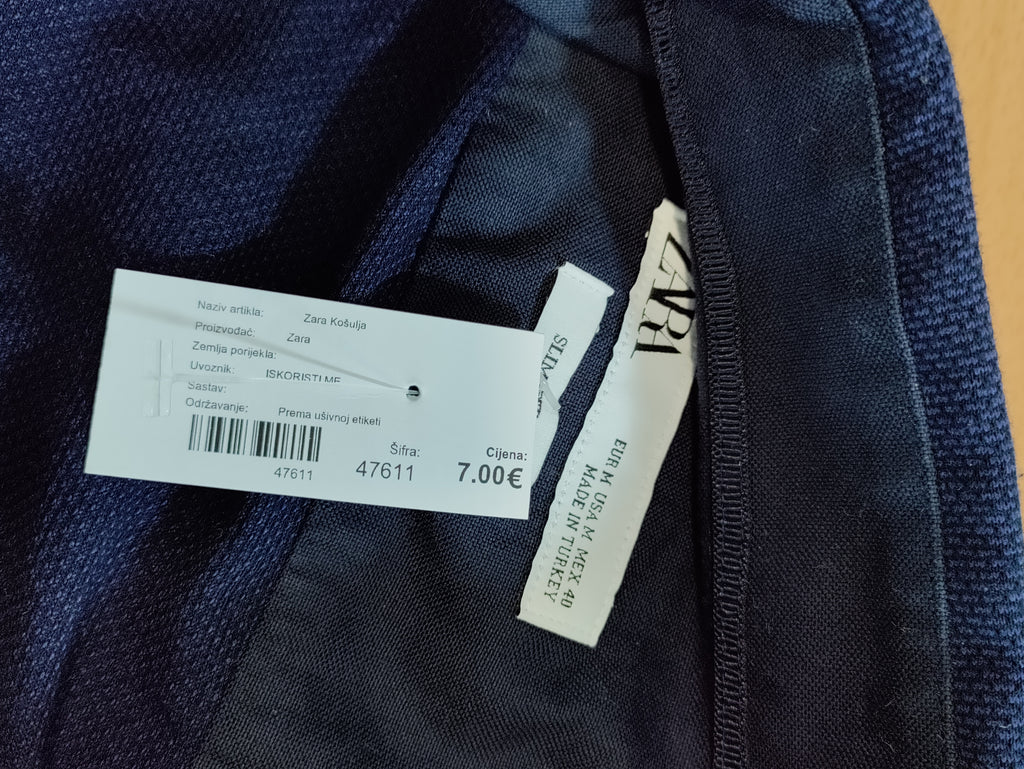 Naziv artikla: Zara Košulja
Proizvođač: Zara
Zemlja porijekla:
Uvoznik: ISKORISTI ME
Sastav:
Održavanje: Prema ušivnoj etiketi
47611
Šifra:
47611
Cijena:
7.00€
SLIM
ZARA
EUR M USA M MEX 40
MADE IN TURKEY